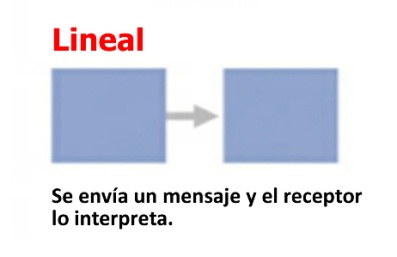 Lineal
Se envía un mensaje y el receptor
lo interpreta.